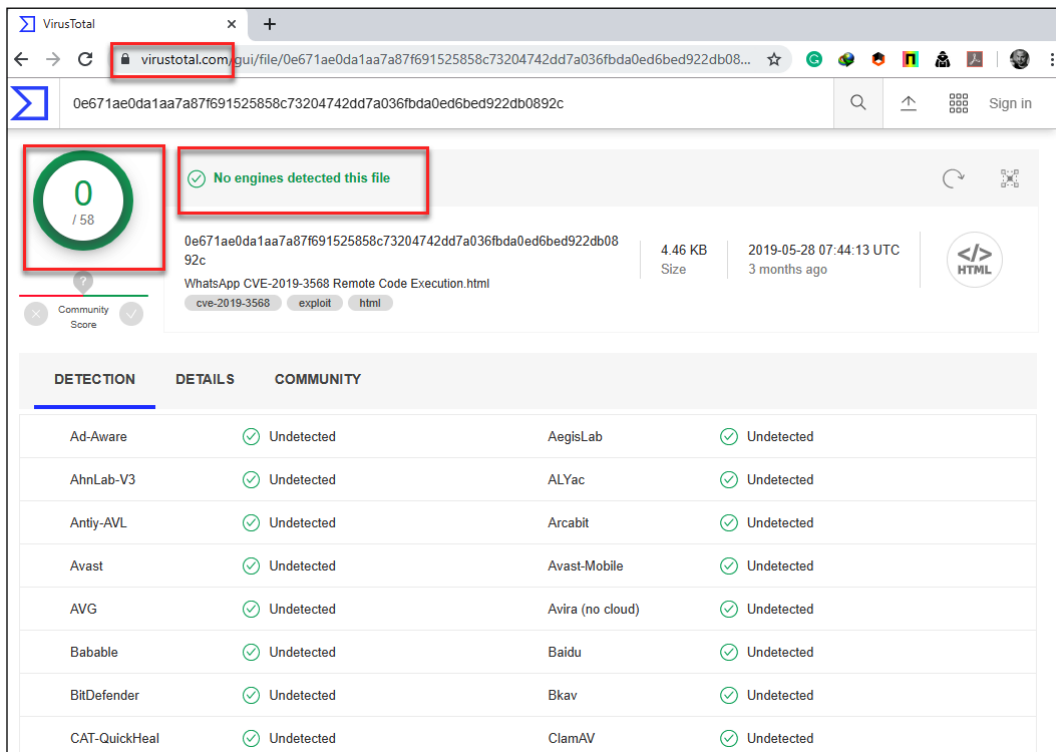 VirusTotal
virustotal.com/gui/file/0e671ae0da1aa7a87f691525858c73204742dd7a036fbda0ed6bed922db08...
0e671ae0da1aa7a87f691525858c73204742dd7a036fbda0ed6bed922db0892c
Sign in
0
/ 58
No engines detected this file
?
Community
Score
0e671ae0da1aa7a87f691525858c73204742dd7a036fbda0ed6bed922db08
92c
WhatsApp CVE-2019-3568 Remote Code Execution.html
cve-2019-3568 exploit html
4.46 KB
Size
2019-05-28 07:44:13 UTC
3 months ago
</>
HTML
DETECTION DETAILS COMMUNITY
Ad-Aware Undetected AegisLab Undetected
AhnLab-V3 Undetected ALYac Undetected
Antiy-AVL Undetected Arcabit Undetected
Avast Undetected Avast-Mobile Undetected
AVG Undetected Avira (no cloud) Undetected
Babable Undetected Baidu Undetected
BitDefender Undetected Bkav Undetected
CAT-QuickHeal Undetected ClamAV Undetected